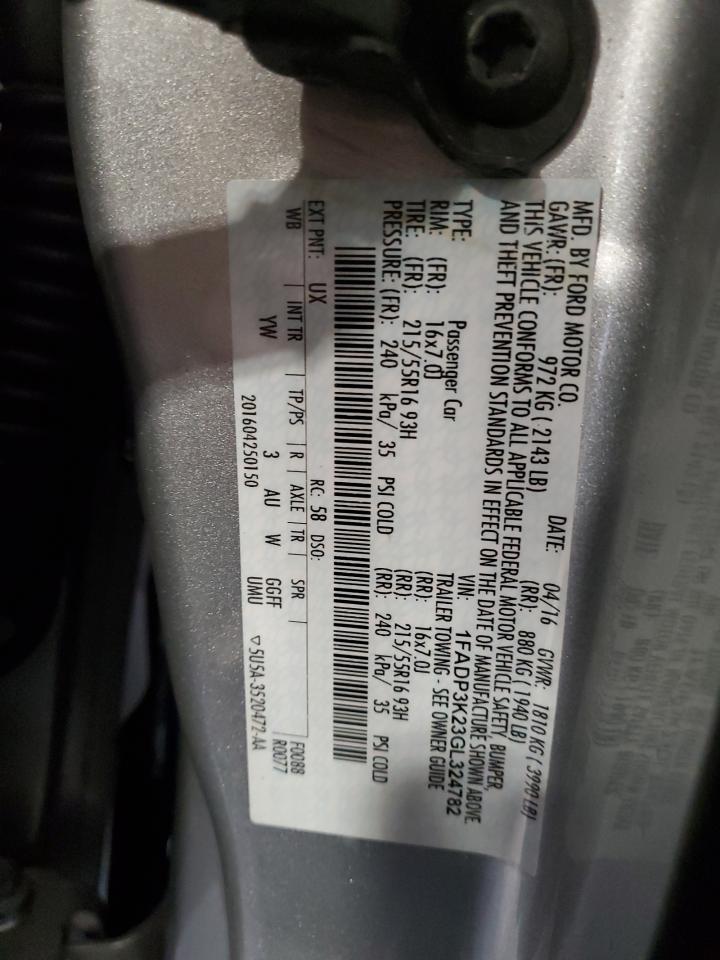 MFD. BY FORD MOTOR CO.
DATE: 04/16 GVWR: 1810 KG ( 3990 LB)
GAWR: (FR): 972 KG ( 2143 LB) (RR): 880 KG ( 1940 LB)
THIS VEHICLE CONFORMS TO ALL APPLICABLE FEDERAL MOTOR VEHICLE SAFETY, BUMPER,
AND THEFT PREVENTION STANDARDS IN EFFECT ON THE DATE OF MANUFACTURE SHOWN ABOVE.
VIN: 1FADP3K23GL324782
TYPE: Passenger Car TRAILER TOWING - SEE OWNER GUIDE
RIM: (FR): 16x7.0J (RR): 16x7.0J
TIRE: (FR): 215/55R16 93H (RR): 215/55R16 93H
PRESSURE: (FR): 240 kPa/ 35 PSI COLD (RR): 240 kPa/ 35 PSI COLD
EXT PNT: UX RC: 58 DSO: F0088
WB | INT TR | TP/PS | R | AXLE | TR | SPR R0077
YW 3 AU W GGFF
201604250150 UMU ▽ 5U5A-3520472-AA